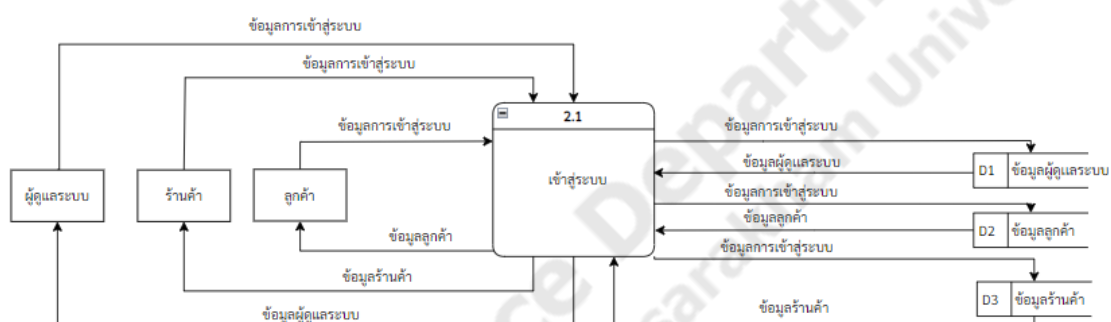 ข้อมูลการเข้าสู่ระบบ
ข้อมูลการเข้าสู่ระบบ
2.1
ข้อมูลการเข้าสู่ระบบ
ข้อมูลการเข้าสู่ระบบ
ข้อมูลผู้ดูแลระบบ
D1 ข้อมูลผู้ดูแลระบบ
เข้าสู่ระบบ
ผู้ดูแลระบบ
ร้านค้า
ลูกค้า
ข้อมูลการเข้าสู่ระบบ
ข้อมูลลูกค้า
D2 ข้อมูลลูกค้า
ข้อมูลลูกค้า
ข้อมูลการเข้าสู่ระบบ
ข้อมูลร้านค้า
D3 ข้อมูลร้านค้า
ข้อมูลร้านค้า
ข้อมูลผู้ดูแลระบบ